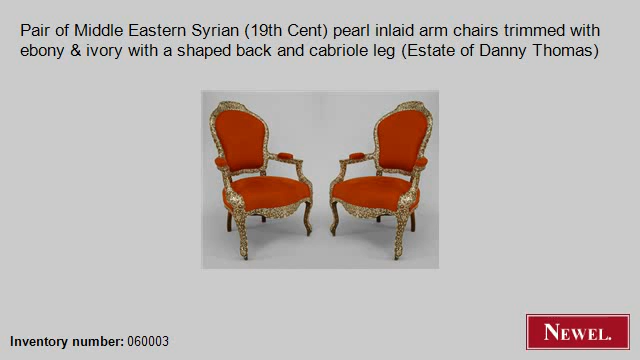 Pair of Middle Eastern Syrian (19th Cent) pearl inlaid arm chairs trimmed with
ebony & ivory with a shaped back and cabriole leg (Estate of Danny Thomas)
Inventory number: 060003
NEWEL.